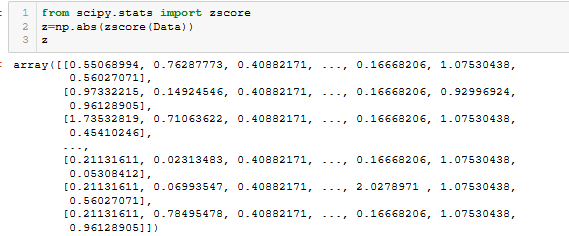 1 from scipy.stats import zscore
2 z=np.abs(zscore(Data))
3 z
array([[0.55068994, 0.76287773, 0.40882171, ..., 0.16668206, 1.07530438,
0.56027071],
[0.97332215, 0.14924546, 0.40882171, ..., 0.16668206, 0.92996924,
0.96128905],
[1.73532819, 0.71063622, 0.40882171, ..., 0.16668206, 1.07530438,
0.45410246],
...,
[0.21131611, 0.02313483, 0.40882171, ..., 0.16668206, 1.07530438,
0.05308412],
[0.21131611, 0.06993547, 0.40882171, ..., 2.0278971 , 1.07530438,
0.56027071],
[0.21131611, 0.78495478, 0.40882171, ..., 0.16668206, 1.07530438,
0.96128905]])